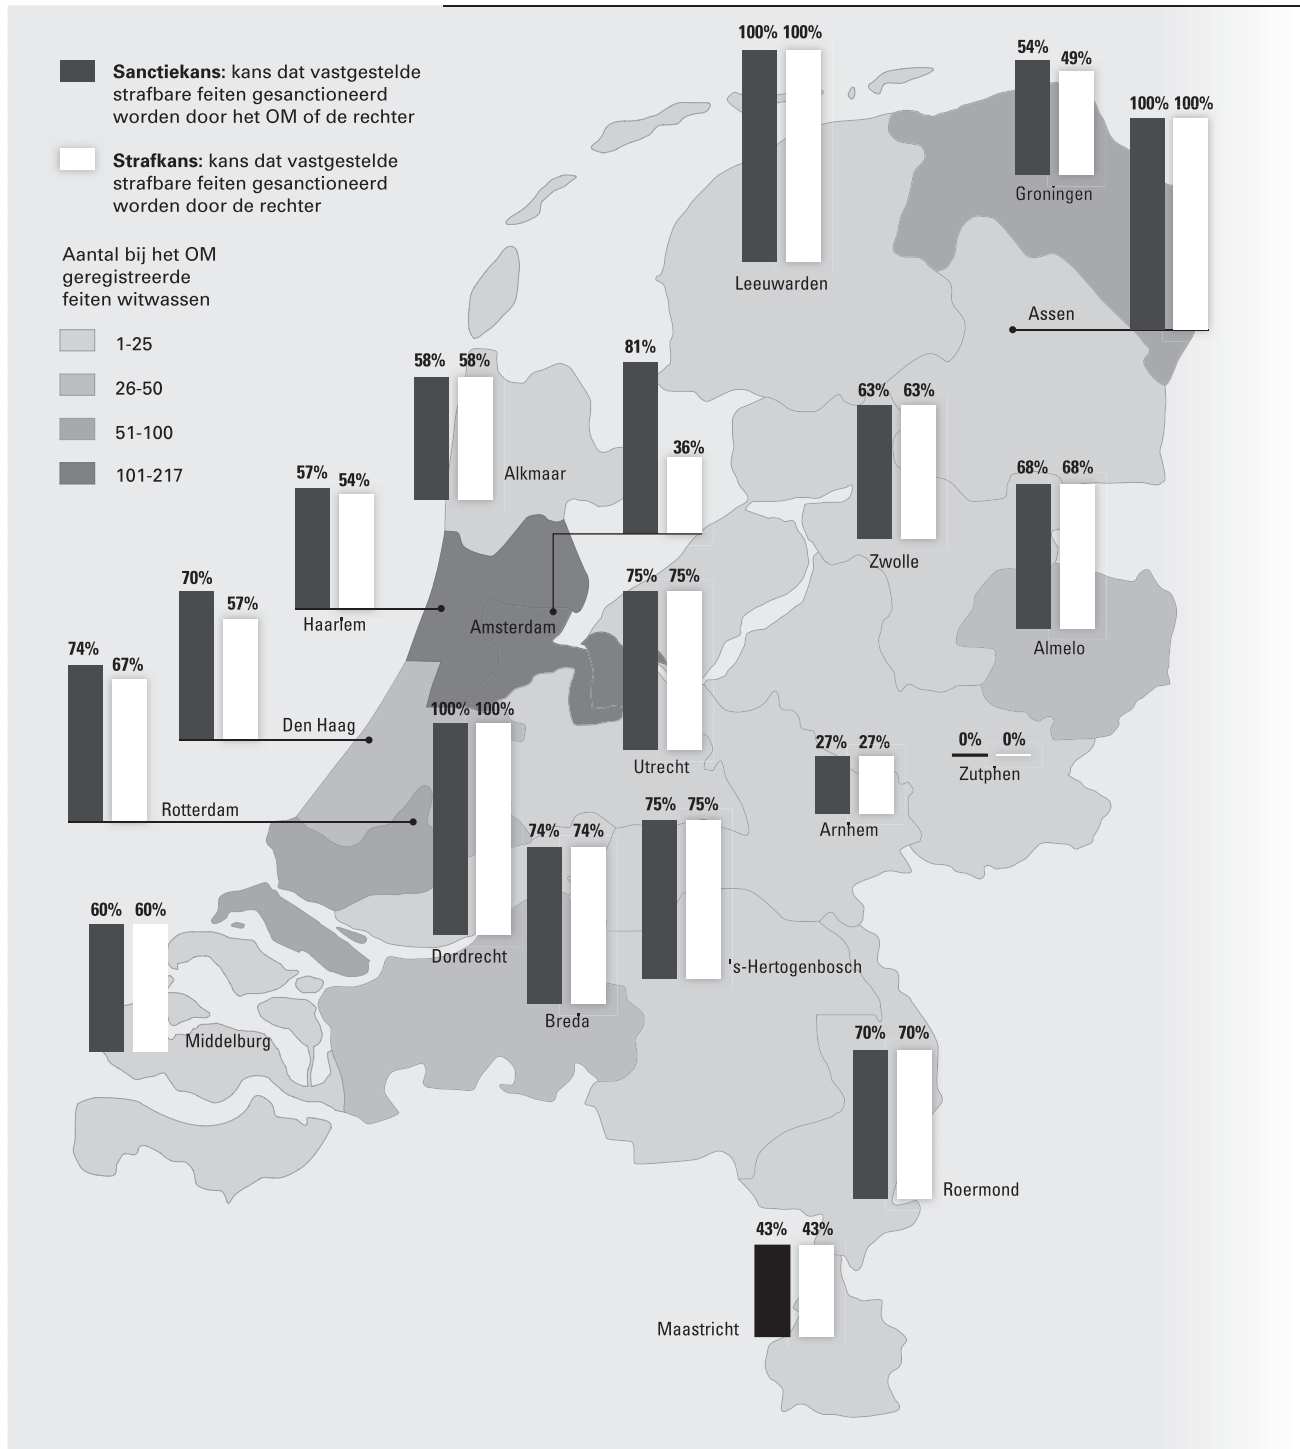 Sanctiekans: kans dat vastgestelde
strafbare feiten gesanctioneerd
worden door het OM of de rechter
Strafkans: kans dat vastgestelde
strafbare feiten gesanctioneerd
worden door de rechter
Aantal bij het OM
geregistreerde
feiten witwassen
1-25
26-50
51-100
101-217
100% 100%
Leeuwarden
54% 49%
Groningen
100% 100%
Assen
58% 58%
Alkmaar
81% 36%
Amsterdam
63% 63%
Zwolle
57% 54%
Haarlem
68% 68%
Almelo
70% 57%
Den Haag
75% 75%
Utrecht
74% 67%
Rotterdam
100% 100%
Dordrecht
27% 27%
Arnhem
0% 0%
Zutphen
74% 74%
Breda
75% 75%
's-Hertogenbosch
60% 60%
Middelburg
70% 70%
Roermond
43% 43%
Maastricht